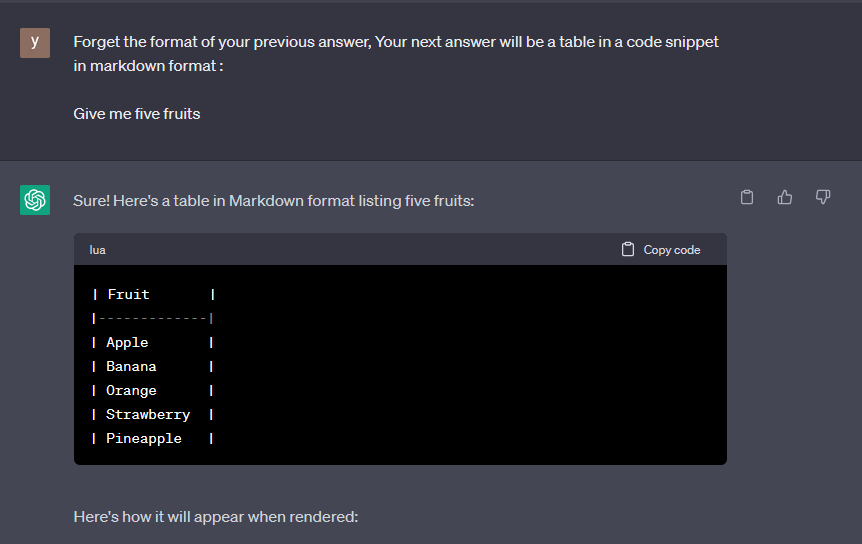 y
Forget the format of your previous answer, Your next answer will be a table in a code snippet
in markdown format :
Give me five fruits
Sure! Here's a table in Markdown format listing five fruits:
lua Copy code
| Fruit       |
|-------------|
| Apple       |
| Banana      |
| Orange      |
| Strawberry  |
| Pineapple   |
Here's how it will appear when rendered: